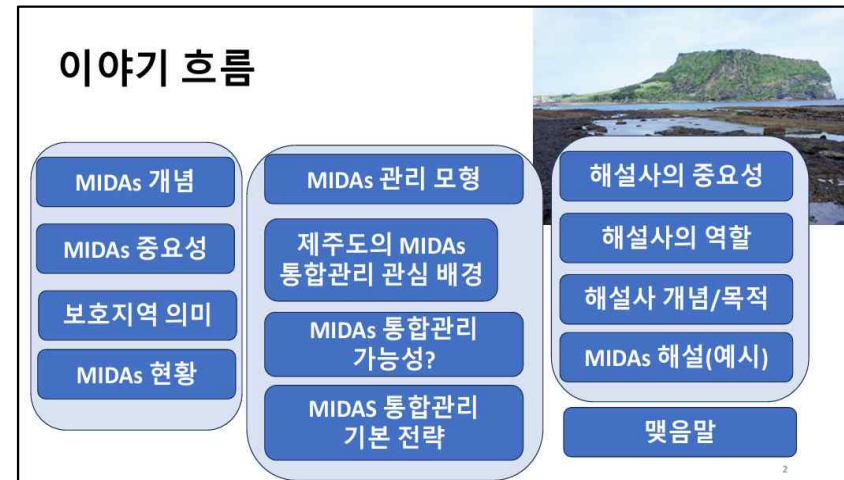 이야기 흐름
MIDAs 개념
MIDAs 중요성
보호지역 의미
MIDAs 현황
MIDAs 관리 모형
제주도의 MIDAs
통합관리 관심 배경
MIDAs 통합관리
가능성?
MIDAS 통합관리
기본 전략
해설사의 중요성
해설사의 역할
해설사 개념/목적
MIDAs 해설(예시)
맺음말
2